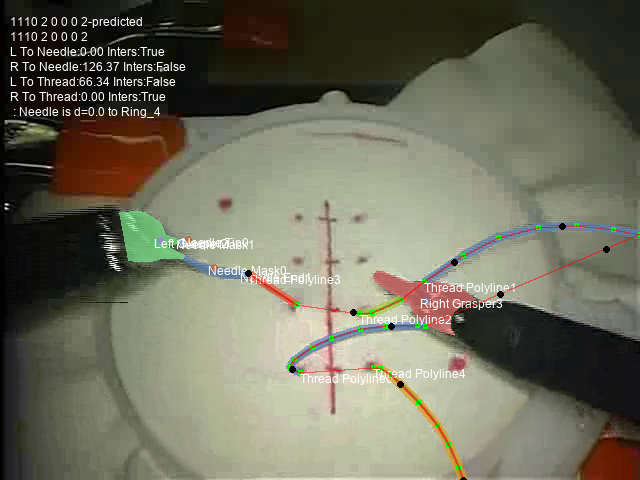 1110 2 0 0 0 2-predicted
1110 2 0 0 0 2
L To Needle:0.00 Inters:True
R To Needle:126.37 Inters:False
L To Thread:66.34 Inters:False
R To Thread:0.00 Inters:True
: Needle is d=0.0 to Ring_4
Needle Mask0
Thread Polyline3
Thread Polyline1
Right Grasper3
Thread Polyline2
Thread Polyline4